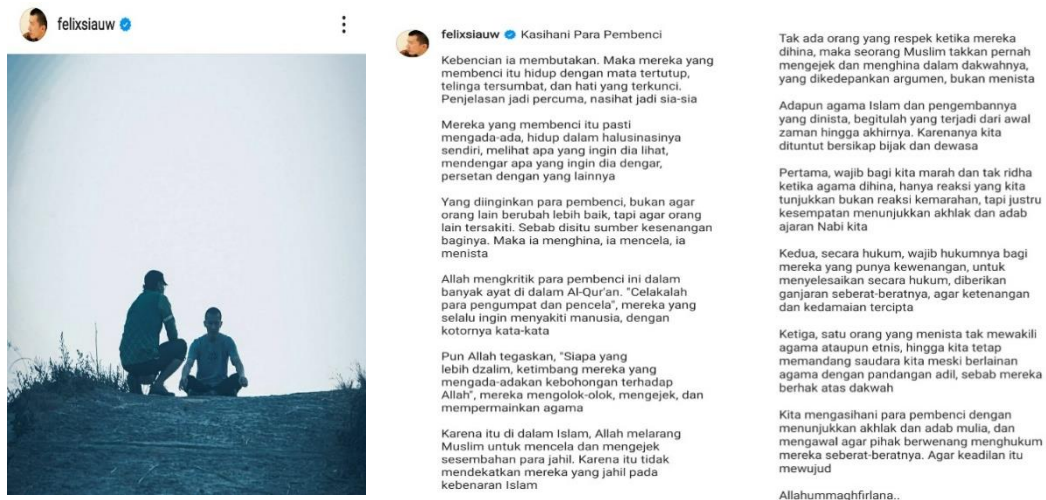 felixsiauw
felixsiauw Kasihani Para Pembenci
Kebencian ia membutakan. Maka mereka yang
membenci itu hidup dengan mata tertutup,
telinga tersumbat, dan hati yang terkunci.
Penjelasan jadi percuma, nasihat jadi sia-sia
Mereka yang membenci itu pasti
mengada-ada, hidup dalam halusinasinya
sendiri, melihat apa yang ingin dia lihat,
mendengar apa yang ingin dia dengar,
persetan dengan yang lainnya
Yang diinginkan para pembenci, bukan agar
orang lain berubah lebih baik, tapi agar orang
lain tersakiti. Sebab disitu sumber kesenangan
baginya. Maka ia menghina, ia mencela, ia
menista
Allah mengkritik para pembenci ini dalam
banyak ayat di dalam Al-Qur'an. "Celakalah
para pengumpat dan pencela", mereka yang
selalu ingin menyakiti manusia, dengan
kotornya kata-kata
Pun Allah tegaskan, "Siapa yang
lebih dzalim, ketimbang mereka yang
mengada-adakan kebohongan terhadap
Allah", mereka mengolok-olok, mengejek, dan
mempermainkan agama
Karena itu di dalam Islam, Allah melarang
Muslim untuk mencela dan mengejek
sesembahan para jahil. Karena itu tidak
mendekatkan mereka yang jahil pada
kebenaran Islam
Tak ada orang yang respek ketika mereka
dihina, maka seorang Muslim takkan pernah
mengejek dan menghina dalam dakwahnya,
yang dikedepankan argumen, bukan menista
Adapun agama Islam dan pengembannya
yang dinista, begitulah yang terjadi dari awal
zaman hingga akhirnya. Karenanya kita
dituntut bersikap bijak dan dewasa
Pertama, wajib bagi kita marah dan tak ridha
ketika agama dihina, hanya reaksi yang kita
tunjukkan bukan reaksi kemarahan, tapi justru
kesempatan menunjukkan akhlak dan adab
ajaran Nabi kita
Kedua, secara hukum, wajib hukumnya bagi
mereka yang punya kewenangan, untuk
menyelesaikan secara hukum, diberikan
ganjaran seberat-beratnya, agar ketenangan
dan kedamaian tercipta
Ketiga, satu orang yang menista tak mewakili
agama ataupun etnis, hingga kita tetap
memandang saudara kita meski berlainan
agama dengan pandangan adil, sebab mereka
berhak atas dakwah
Kita mengasihani para pembenci dengan
menunjukkan akhlak dan adab mulia, dan
mengawal agar pihak berwenang menghukum
mereka seberat-beratnya. Agar keadilan itu
mewujud
Allahummaghfirlana..